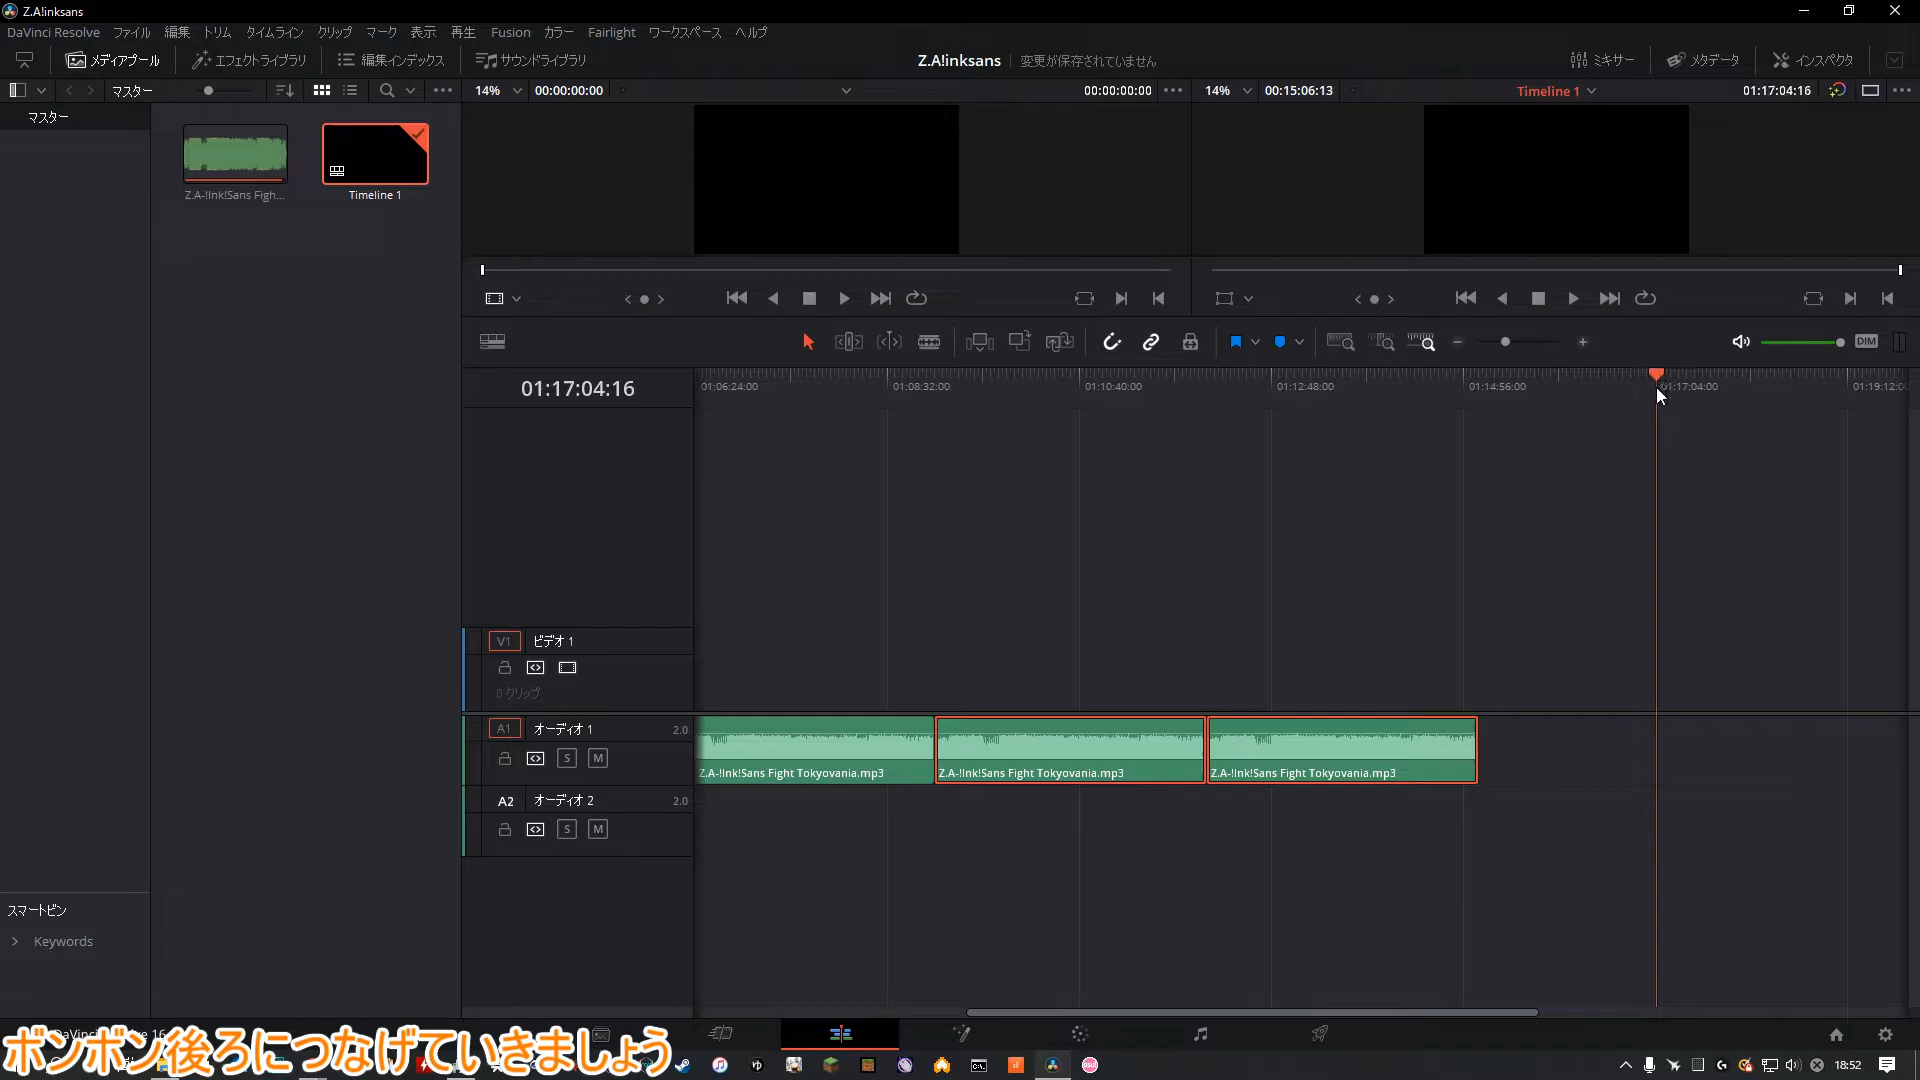 Z.A!inksans
DaVinci Resolve ファイル 編集 トリム タイムライン クリップ マーク 表示 再生 Fusion カラー Fairlight ワークスペース ヘルプ
メディアプール エフェクトライブラリ 編集インデックス サウンドライブラリ Z.A!inksans 変更が保存されていません ミキサー メタデータ インスペクタ
マスター 14% 00:00:00:00 00:00:00:00 14% 00:15:06:13 Timeline 1 01:17:04:16
マスター
Z.A-!Ink!Sans Figh... Timeline 1
DIM
01:17:04:16
01:06:24:00 01:08:32:00 01:10:40:00 01:12:48:00 01:14:56:00 01:17:04:00 01:19:12:0
V1 ビデオ 1
0 クリップ
A1 オーディオ 1 2.0
S M
Z.A-!Ink!Sans Fight Tokyovania.mp3 Z.A-!Ink!Sans Fight Tokyovania.mp3 Z.A-!Ink!Sans Fight Tokyovania.mp3
A2 オーディオ 2 2.0
S M
スマートビン
Keywords
ボンボン後ろにつなげていきましょう
18:52